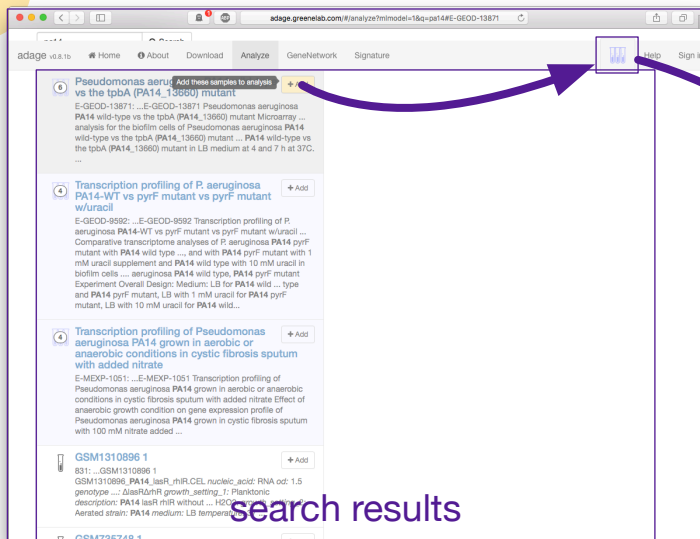 adage.greenelab.com/#/analyze?mlmodel=1&q=pa14#E-GEOD-13871
adage v0.8.1b Home About Download Analyze GeneNetwork Signature Help Sign in
6 Pseudomonas aerug Add these samples to analysis + A
vs the tpbA (PA14_13660) mutant
E-GEOD-13871: ...E-GEOD-13871 Pseudomonas aeruginosa
PA14 wild-type vs the tpbA (PA14_13660) mutant Microarray ...
analysis for the biofilm cells of Pseudomonas aeruginosa PA14
wild-type vs the tpbA (PA14_13660) mutant ... PA14 wild-type vs
the tpbA (PA14_13660) mutant in LB medium at 4 and 7 h at 37C.
...
4 Transcription profiling of P. aeruginosa + Add
PA14-WT vs pyrF mutant vs pyrF mutant
w/uracil
E-GEOD-9592: ...E-GEOD-9592 Transcription profiling of P.
aeruginosa PA14-WT vs pyrF mutant vs pyrF mutant w/uracil ...
Comparative transcriptome analyses of P. aeruginosa PA14 pyrF
mutant with PA14 wild type ..., and with PA14 pyrF mutant with 1
mM uracil supplement and PA14 wild type with 10 mM uracil in
biofilm cells .... aeruginosa PA14 wild type, PA14 pyrF mutant
Experiment Overall Design: Medium: LB for PA14 wild ... type
and PA14 pyrF mutant, LB with 1 mM uracil for PA14 pyrF
mutant, LB with 10 mM uracil for PA14 wild...
4 Transcription profiling of Pseudomonas + Add
aeruginosa PA14 grown in aerobic or
anaerobic conditions in cystic fibrosis sputum
with added nitrate
E-MEXP-1051: ...E-MEXP-1051 Transcription profiling of
Pseudomonas aeruginosa PA14 grown in aerobic or anaerobic
conditions in cystic fibrosis sputum with added nitrate Effect of
anaerobic growth condition on gene expression profile of
Pseudomonas aeruginosa PA14 grown in cystic fibrosis sputum
with 100 mM nitrate added ...
GSM1310896 1 + Add
831: ...GSM1310896 1
GSM1310896_PA14_lasR_rhlR.CEL nucleic_acid: RNA od: 1.5
genotype ...: ΔlasRΔrhlR growth_setting_1: Planktonic
description: PA14 lasR rhlR without ... H2O2 growth_setting_2:
Aerated strain: PA14 medium: LB temperature
search results
GSM735748 1